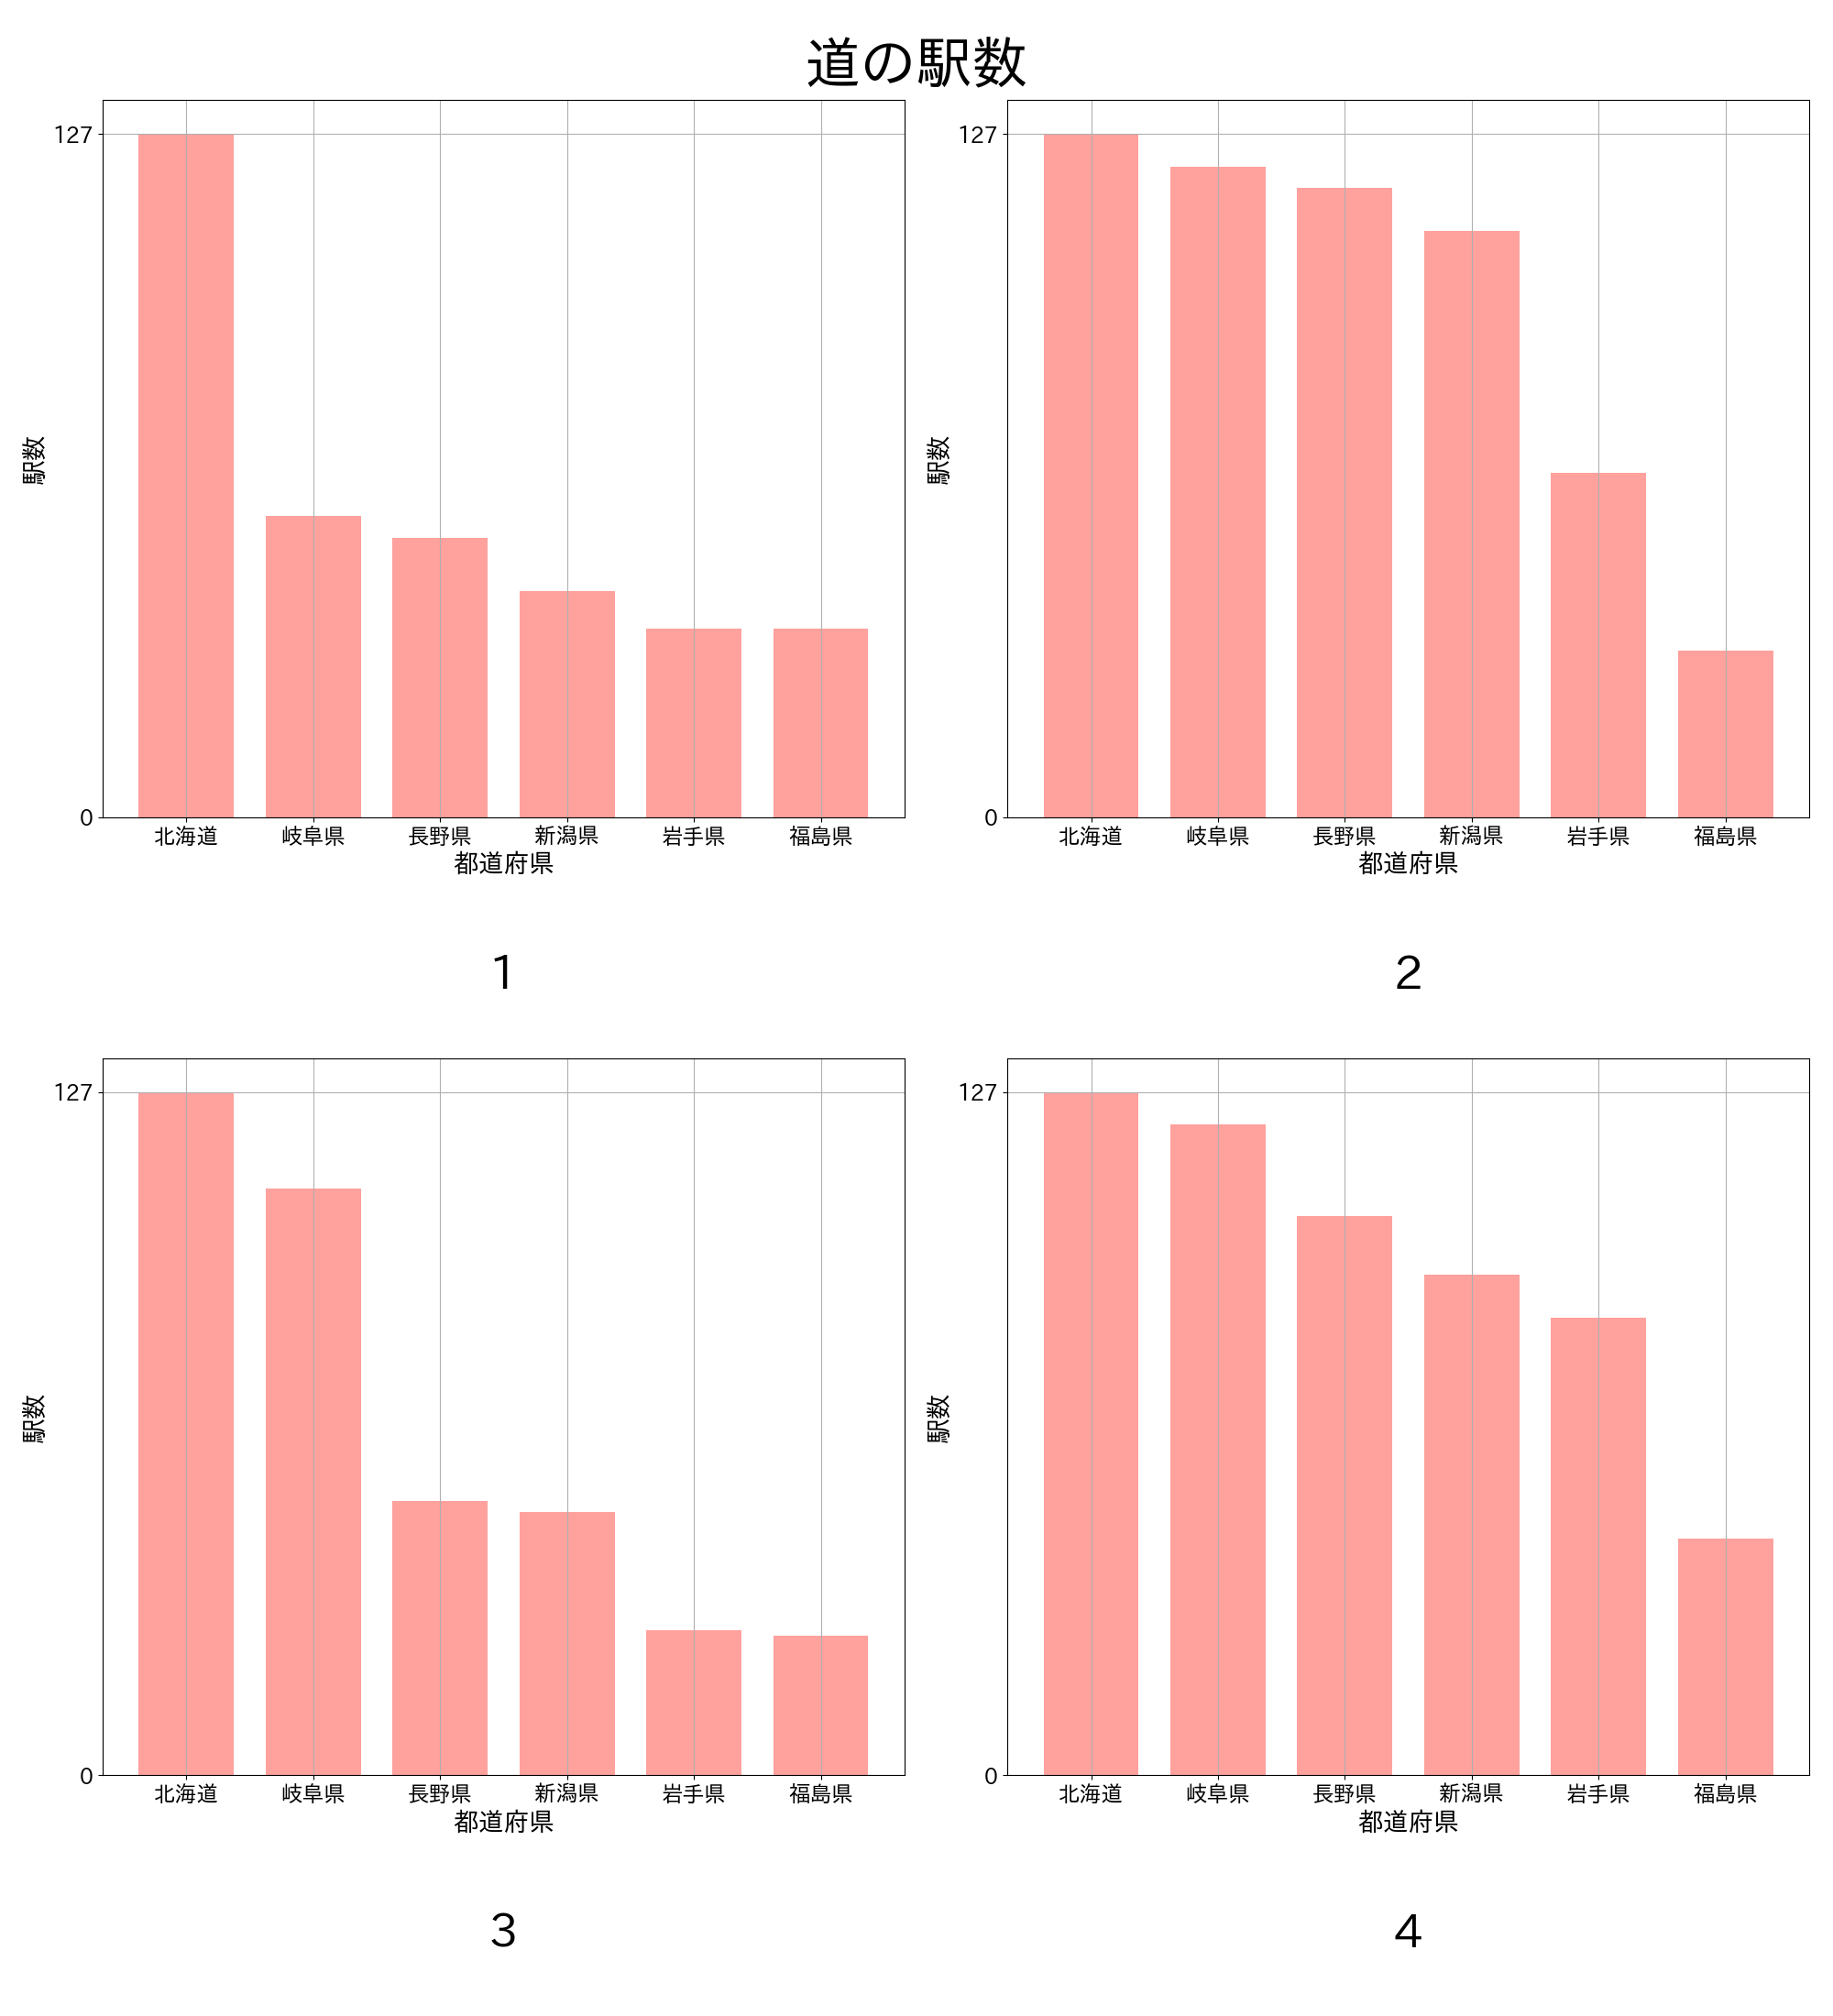 道の駅数
127
0
駅数
北海道 岐阜県 長野県 新潟県 岩手県 福島県
都道府県
1
127
0
駅数
北海道 岐阜県 長野県 新潟県 岩手県 福島県
都道府県
2
127
0
駅数
北海道 岐阜県 長野県 新潟県 岩手県 福島県
都道府県
3
127
0
駅数
北海道 岐阜県 長野県 新潟県 岩手県 福島県
都道府県
4